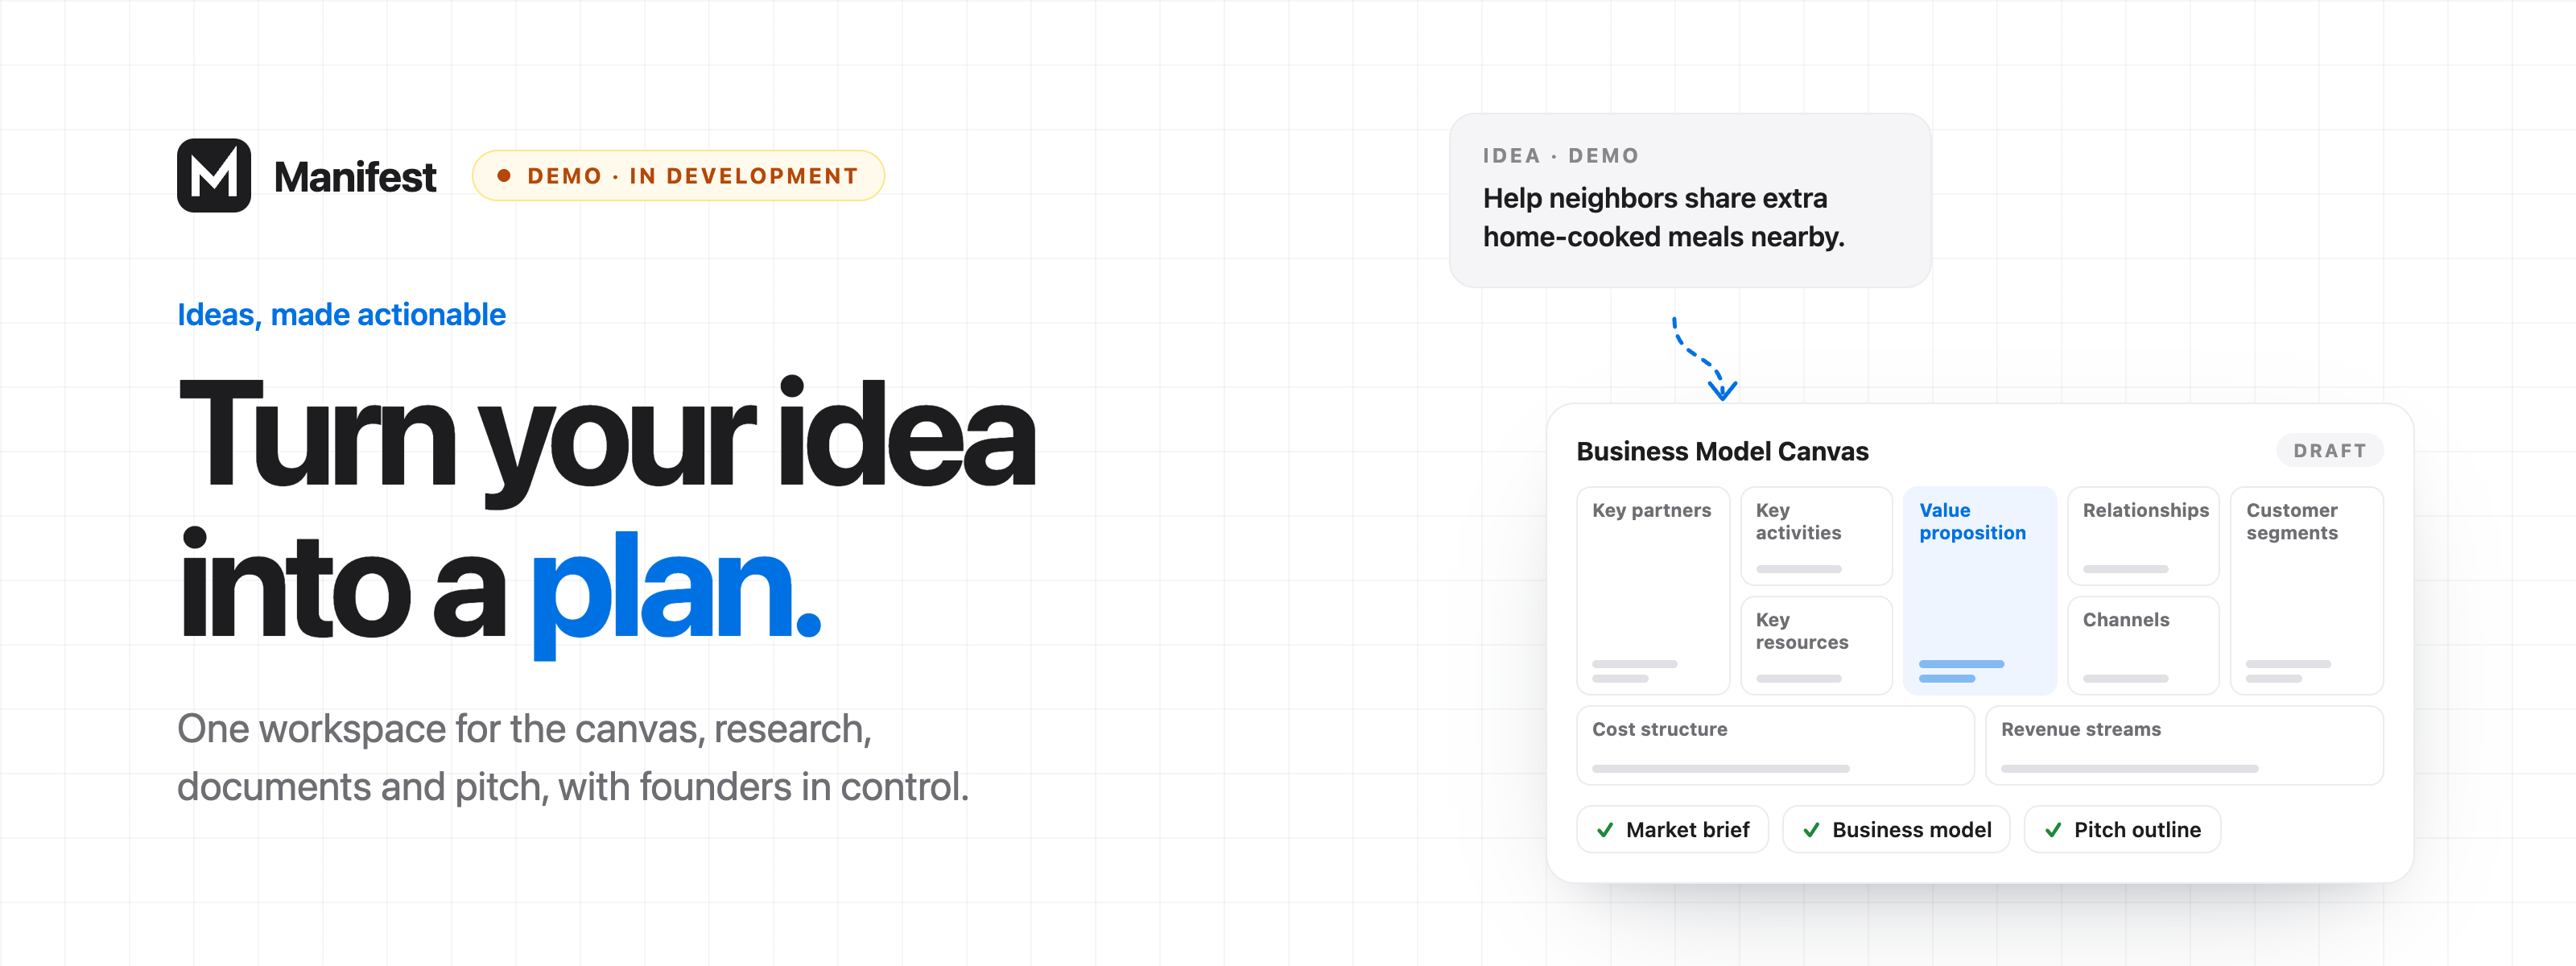 Manifest
DEMO · IN DEVELOPMENT
Ideas, made actionable
Turn your idea
into a plan.
One workspace for the canvas, research,
documents and pitch, with founders in control.
IDEA · DEMO
Help neighbors share extra
home-cooked meals nearby.
Business Model Canvas
DRAFT
Key partners
Key
activities
Key
resources
Value
proposition
Relationships
Channels
Customer
segments
Cost structure
Revenue streams
Market brief
Business model
Pitch outline